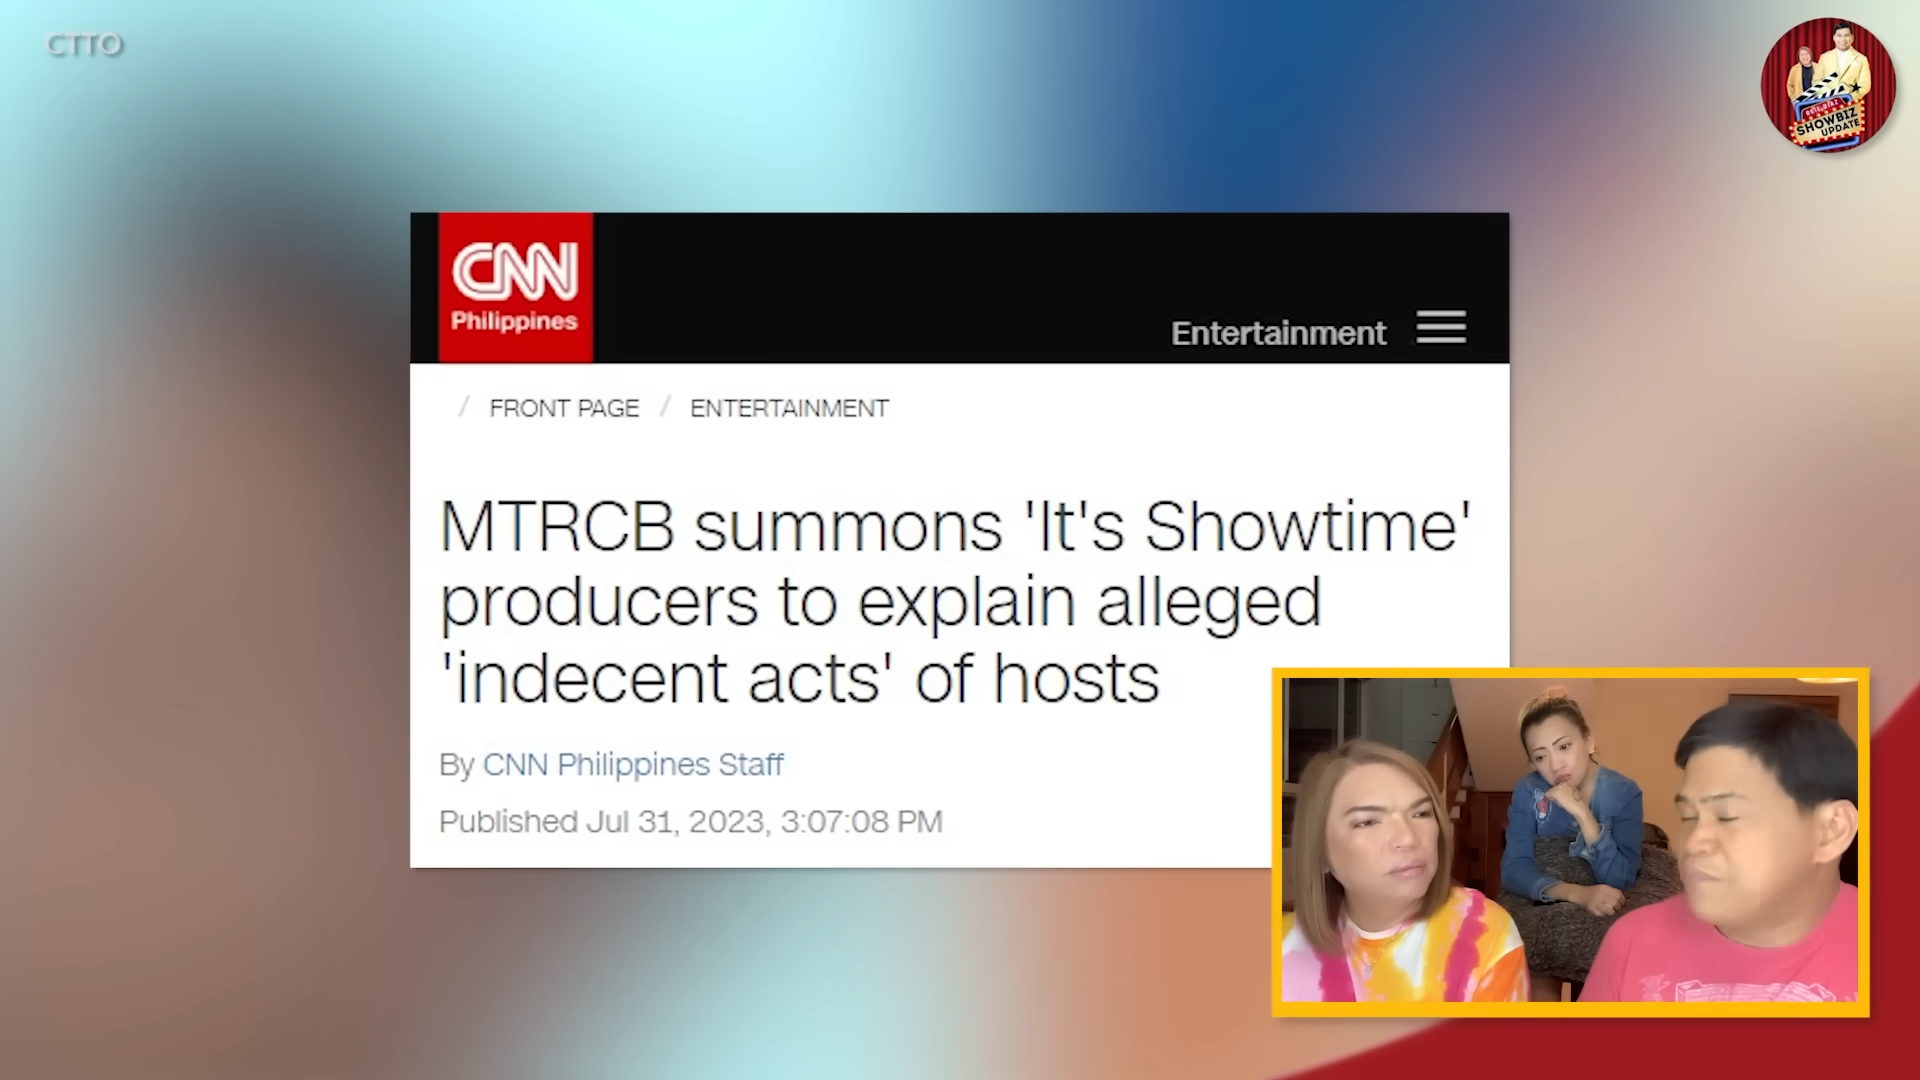 CTTO
SHOWBIZ
UPDATE
CNN
Philippines
Entertainment
/ FRONT PAGE / ENTERTAINMENT
MTRCB summons 'It's Showtime'
producers to explain alleged
'indecent acts' of hosts
By CNN Philippines Staff
Published Jul 31, 2023, 3:07:08 PM